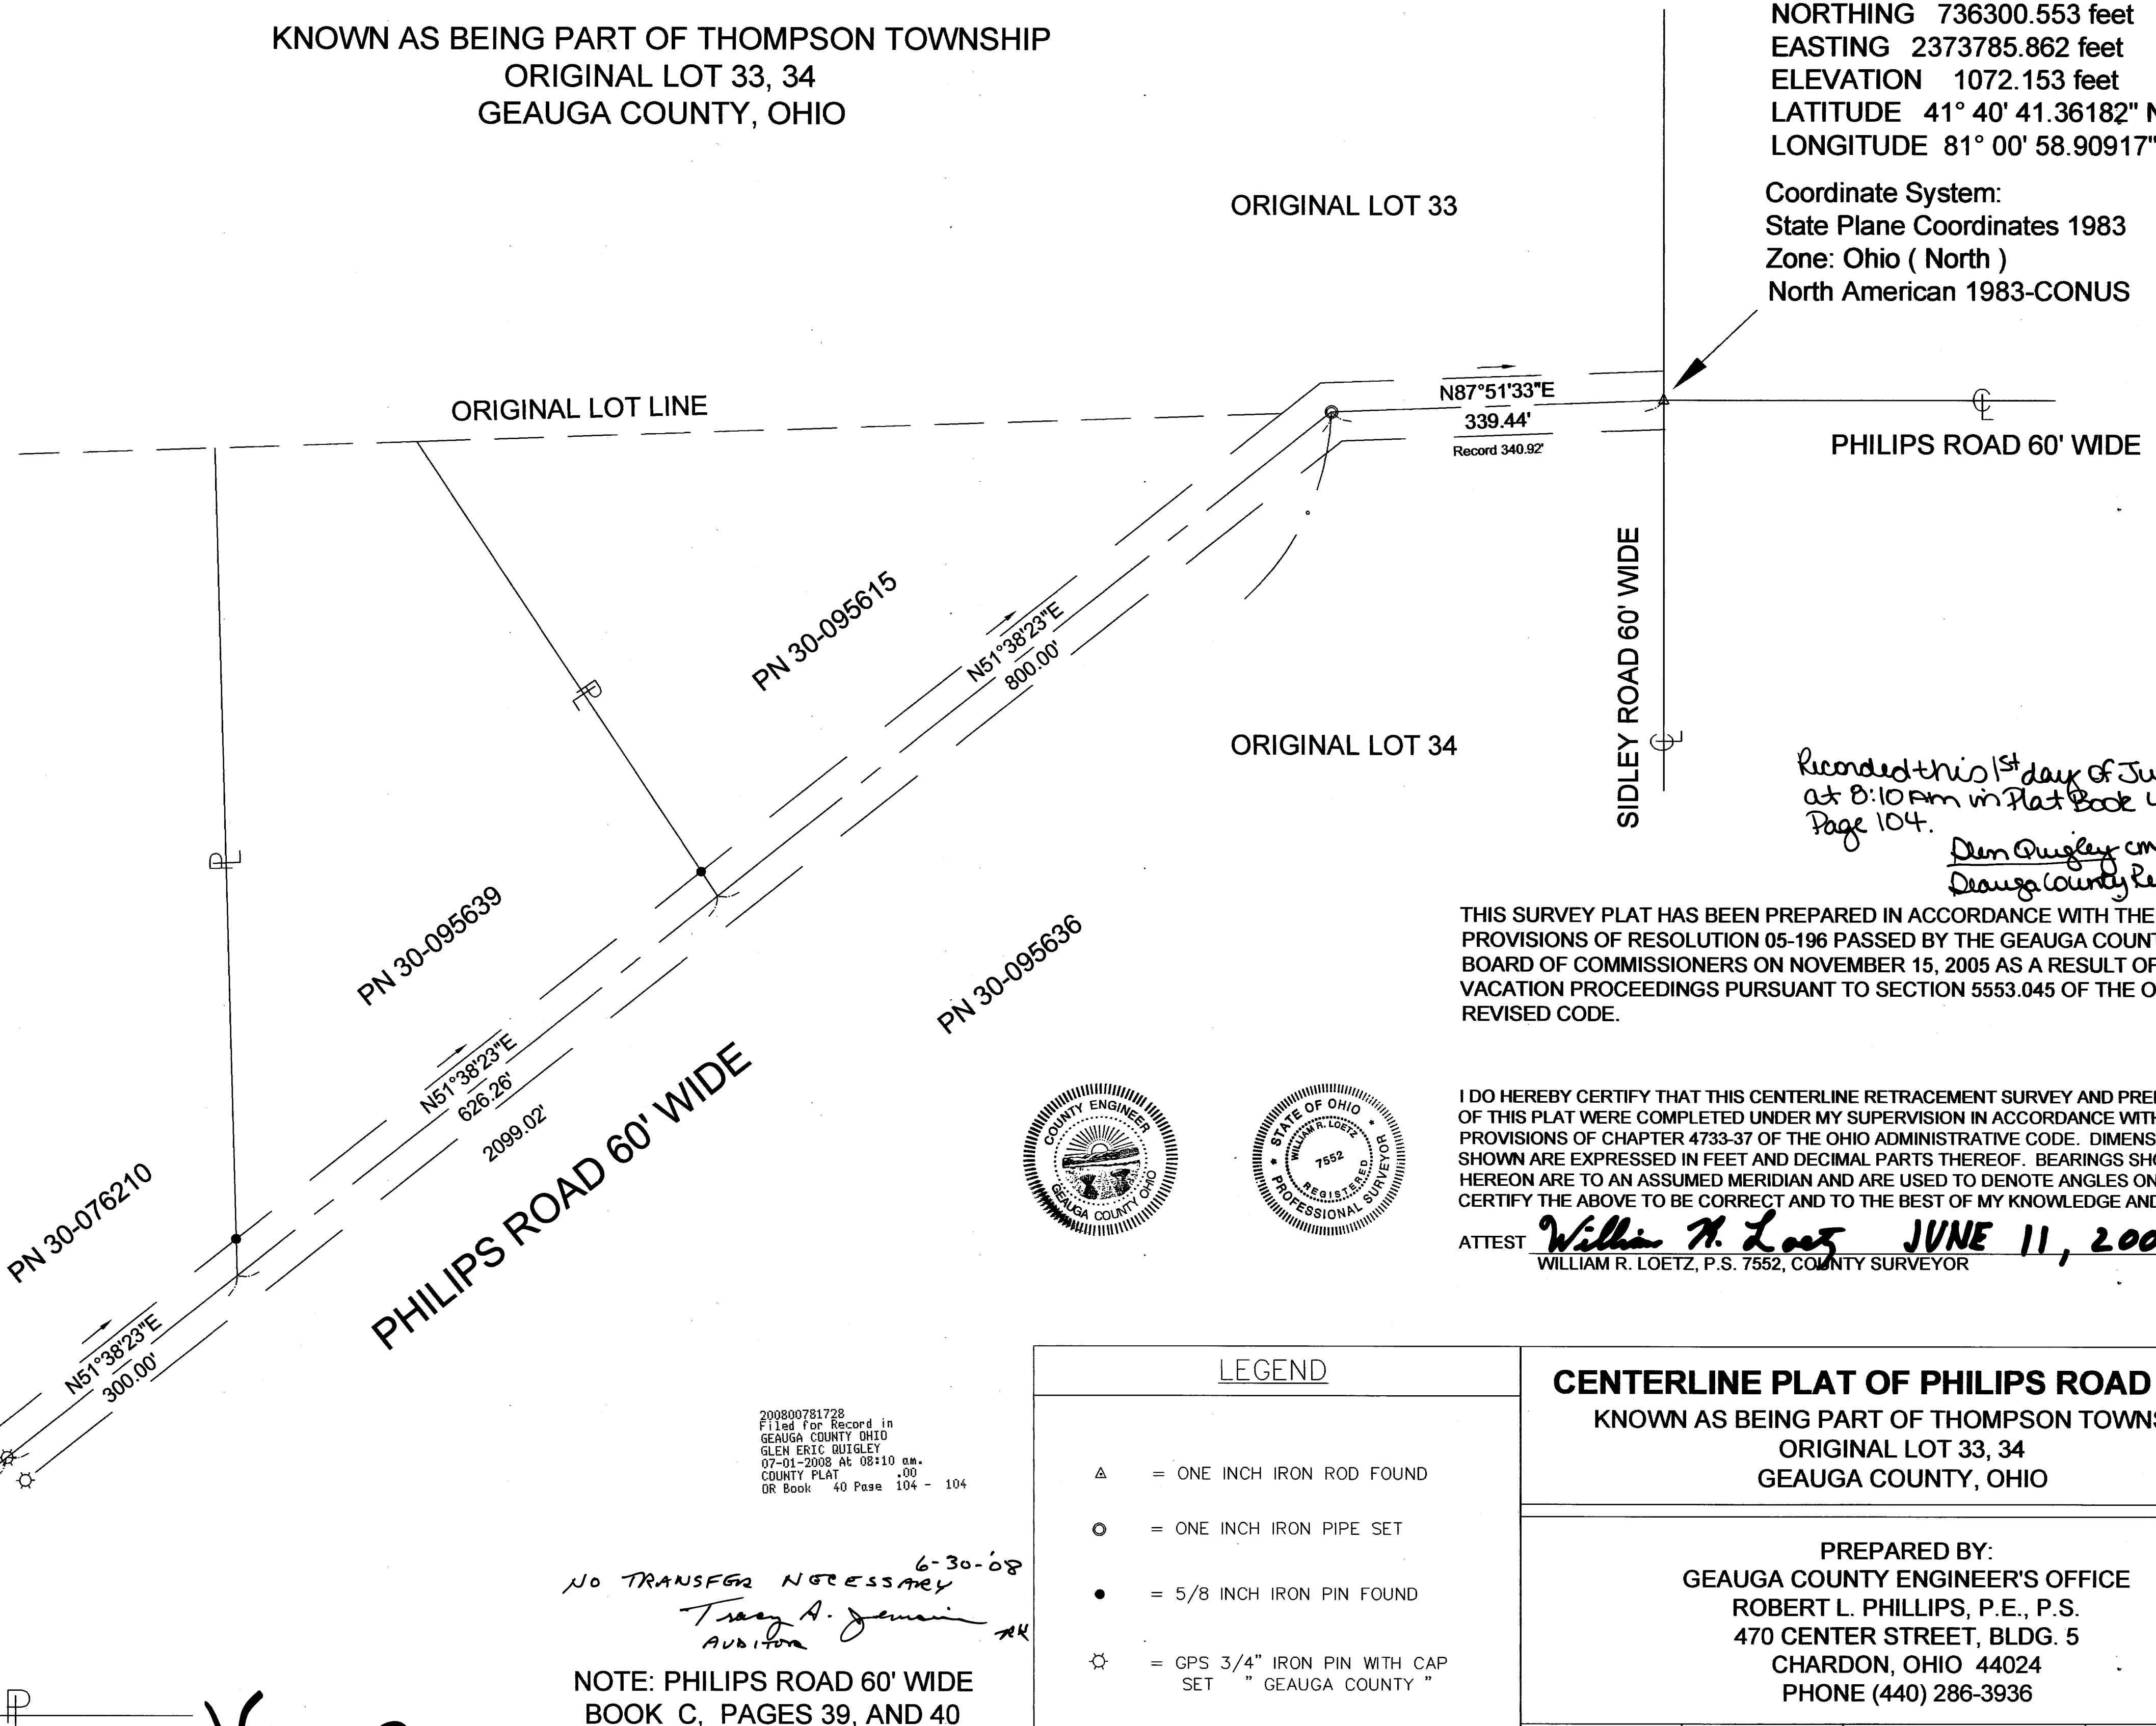 KNOWN AS BEING PART OF THOMPSON TOWNSHIP
ORIGINAL LOT 33, 34
GEAUGA COUNTY, OHIO
NORTHING 736300.553 feet
EASTING 2373785.862 feet
ELEVATION 1072.153 feet
LATITUDE 41° 40' 41.36182" N
LONGITUDE 81° 00' 58.90917"
Coordinate System:
State Plane Coordinates 1983
Zone: Ohio ( North )
North American 1983-CONUS
ORIGINAL LOT 33
ORIGINAL LOT LINE
N87°51'33"E
339.44'
Record 340.92'
PHILIPS ROAD 60' WIDE
SIDLEY ROAD 60' WIDE
PN 30-095615
N51°38'23"E
800.00'
ORIGINAL LOT 34
PN 30-095639
PN 30-095636
N51°38'23"E
626.26'
2099.02'
PHILIPS ROAD 60' WIDE
PN 30-076210
N51°38'23"E
300.00'
Recorded this 1st day of Ju
at 8:10 Am in Plat Book
Page 104.
Quigley
County Re
THIS SURVEY PLAT HAS BEEN PREPARED IN ACCORDANCE WITH THE
PROVISIONS OF RESOLUTION 05-196 PASSED BY THE GEAUGA COUNT
BOARD OF COMMISSIONERS ON NOVEMBER 15, 2005 AS A RESULT OF
VACATION PROCEEDINGS PURSUANT TO SECTION 5553.045 OF THE O
REVISED CODE.
COUNTY ENGINEER
GEAUGA COUNTY OHIO
STATE OF OHIO
WILLIAM R. LOETZ
7552
REGISTERED
PROFESSIONAL SURVEYOR
I DO HEREBY CERTIFY THAT THIS CENTERLINE RETRACEMENT SURVEY AND PRE
OF THIS PLAT WERE COMPLETED UNDER MY SUPERVISION IN ACCORDANCE WITH
PROVISIONS OF CHAPTER 4733-37 OF THE OHIO ADMINISTRATIVE CODE. DIMENS
SHOWN ARE EXPRESSED IN FEET AND DECIMAL PARTS THEREOF. BEARINGS SHO
HEREON ARE TO AN ASSUMED MERIDIAN AND ARE USED TO DENOTE ANGLES ON
CERTIFY THE ABOVE TO BE CORRECT AND TO THE BEST OF MY KNOWLEDGE AND
ATTEST William R. Loetz JUNE 11, 200
WILLIAM R. LOETZ, P.S. 7552, COUNTY SURVEYOR
200800781728
Filed for Record in
GEAUGA COUNTY OHIO
GLEN ERIC QUIGLEY
07-01-2008 At 08:10 am.
COUNTY PLAT .00
OR Book 40 Page 104 - 104
6-30-'08
NO TRANSFER NECESSARY
Tracy A. Jemison
AUDITOR
NOTE: PHILIPS ROAD 60' WIDE
BOOK C, PAGES 39, AND 40
LEGEND
= ONE INCH IRON ROD FOUND
= ONE INCH IRON PIPE SET
= 5/8 INCH IRON PIN FOUND
= GPS 3/4" IRON PIN WITH CAP
SET " GEAUGA COUNTY "
CENTERLINE PLAT OF PHILIPS ROAD
KNOWN AS BEING PART OF THOMPSON TOWNS
ORIGINAL LOT 33, 34
GEAUGA COUNTY, OHIO
PREPARED BY:
GEAUGA COUNTY ENGINEER'S OFFICE
ROBERT L. PHILLIPS, P.E., P.S.
470 CENTER STREET, BLDG. 5
CHARDON, OHIO 44024
PHONE (440) 286-3936